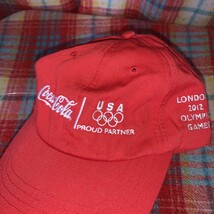 Coca-Cola
USA
PROUD PARTNER
LONDON
2012
OLYMPIC
GAMES